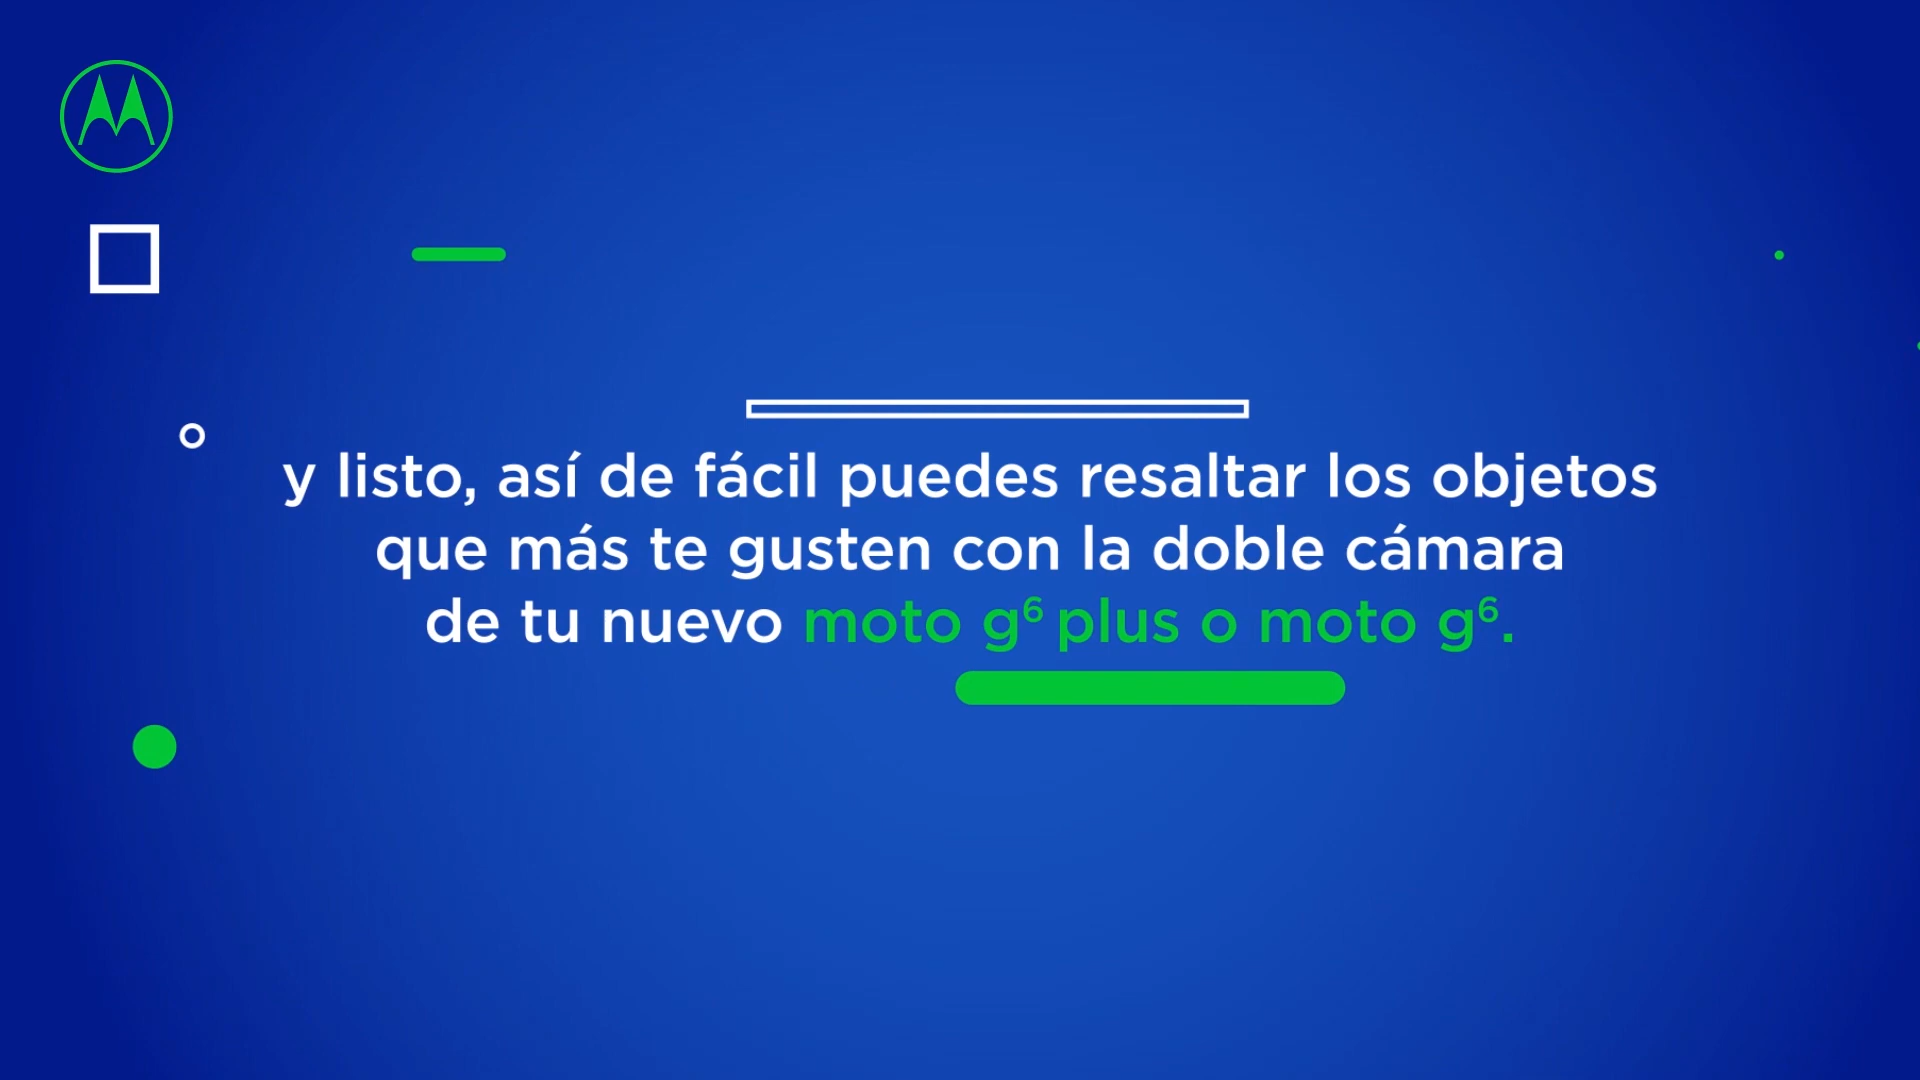 y listo, así de fácil puedes resaltar los objetos
que más te gusten con la doble cámara
de tu nuevo moto g⁶ plus o moto g⁶.